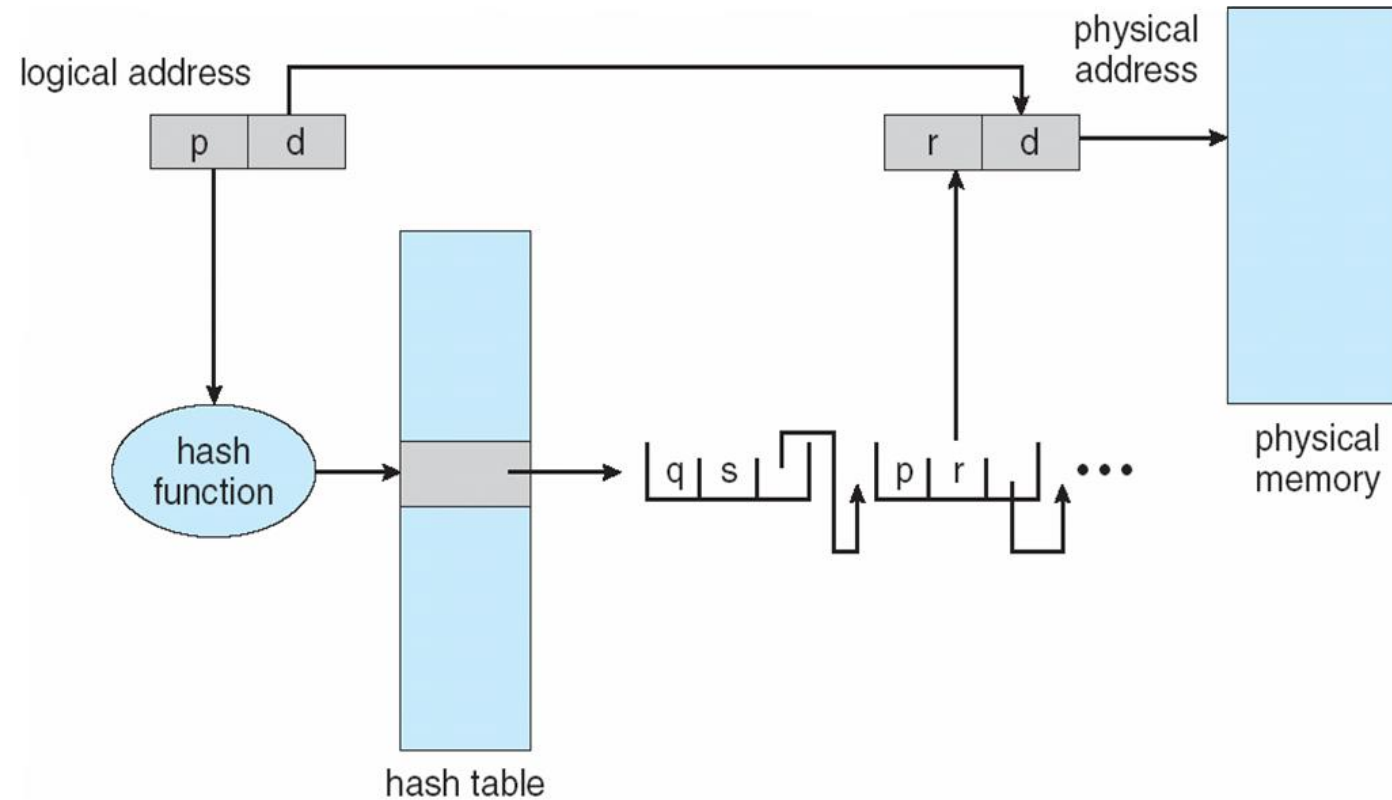 logical address
physical
address
p d
r d
hash
function
q s
p r
•••
physical
memory
hash table